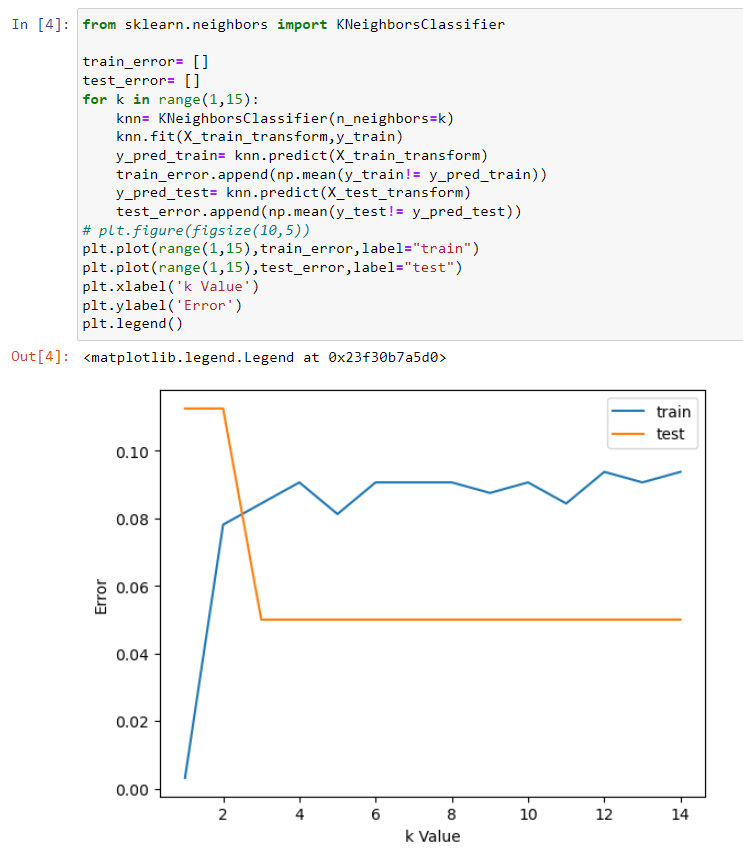 In [4]: from sklearn.neighbors import KNeighborsClassifier
train_error= []
test_error= []
for k in range(1,15):
    knn= KNeighborsClassifier(n_neighbors=k)
    knn.fit(X_train_transform,y_train)
    y_pred_train= knn.predict(X_train_transform)
    train_error.append(np.mean(y_train!= y_pred_train))
    y_pred_test= knn.predict(X_test_transform)
    test_error.append(np.mean(y_test!= y_pred_test))
# plt.figure(figsize(10,5))
plt.plot(range(1,15),train_error,label="train")
plt.plot(range(1,15),test_error,label="test")
plt.xlabel('k Value')
plt.ylabel('Error')
plt.legend()
Out[4]: <matplotlib.legend.Legend at 0x23f30b7a5d0>
train
test
0.10
0.08
0.06
0.04
0.02
0.00
Error
2 4 6 8 10 12 14
k Value